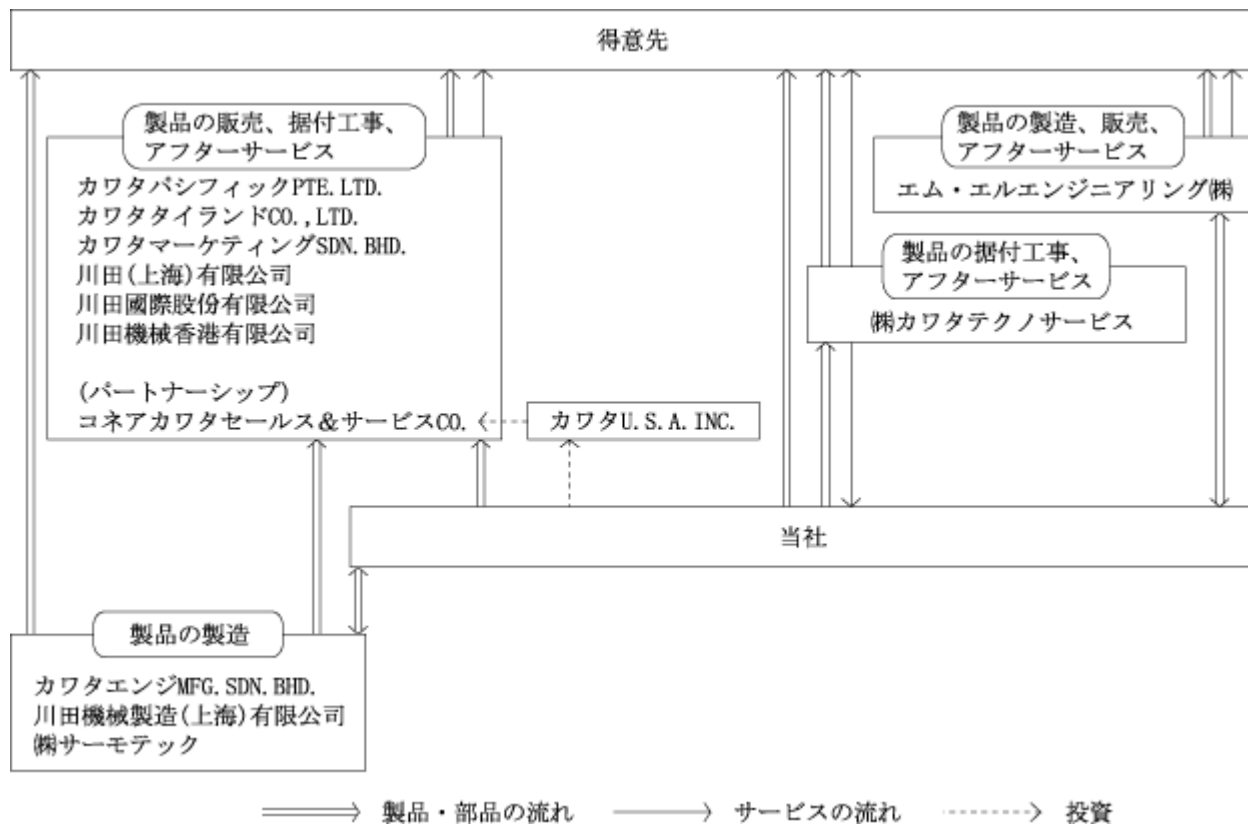 得意先
製品の販売、据付工事、
アフターサービス
カワタパシフィックPTE.LTD.
カワタタイランドCO.,LTD.
カワタマーケティングSDN.BHD.
川田(上海)有限公司
川田國際股份有限公司
川田機械香港有限公司
(パートナーシップ)
コネアカワタセールス&サービスCO.
カワタU.S.A.INC.
製品の製造、販売、
アフターサービス
エム・エルエンジニアリング㈱
製品の据付工事、
アフターサービス
㈱カワタテクノサービス
当社
製品の製造
カワタエンジMFG.SDN.BHD.
川田機械製造(上海)有限公司
㈱サーモテック
製品・部品の流れ
サービスの流れ
投資